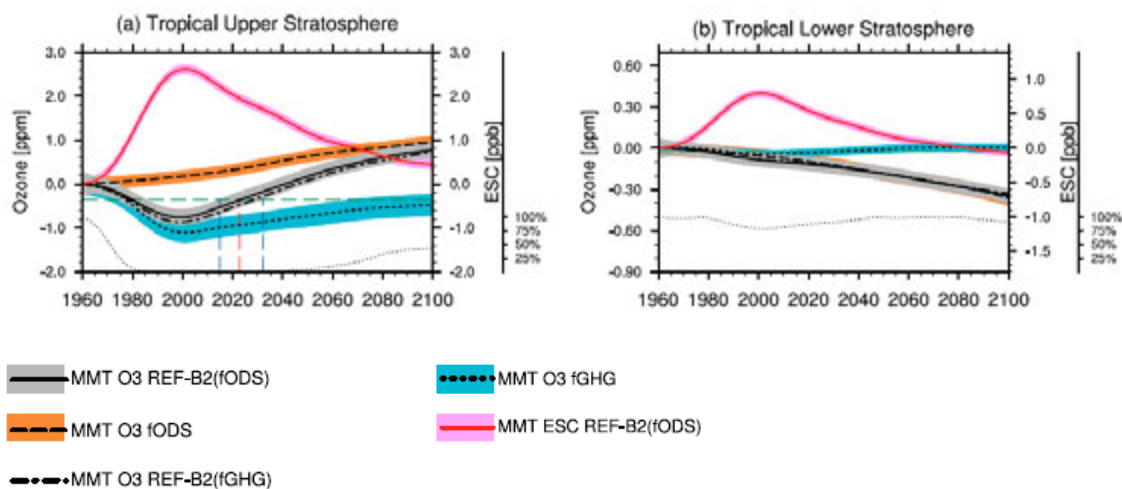 (a) Tropical Upper Stratosphere
(b) Tropical Lower Stratosphere
Ozone [ppm]
3.0
2.0
1.0
0.0
-1.0
-2.0
3.0
2.0
1.0
0.0
-1.0
-2.0
ESC [ppb]
100%
75%
50%
25%
1960 1980 2000 2020 2040 2060 2080 2100
Ozone [ppm]
0.60
0.30
0.00
-0.30
-0.60
-0.90
1.0
0.5
0.0
-0.5
-1.0
-1.5
ESC [ppb]
100%
75%
50%
25%
1960 1980 2000 2020 2040 2060 2080 2100
MMT O3 REF-B2(fODS)
MMT O3 fODS
MMT O3 REF-B2(fGHG)
MMT O3 fGHG
MMT ESC REF-B2(fODS)